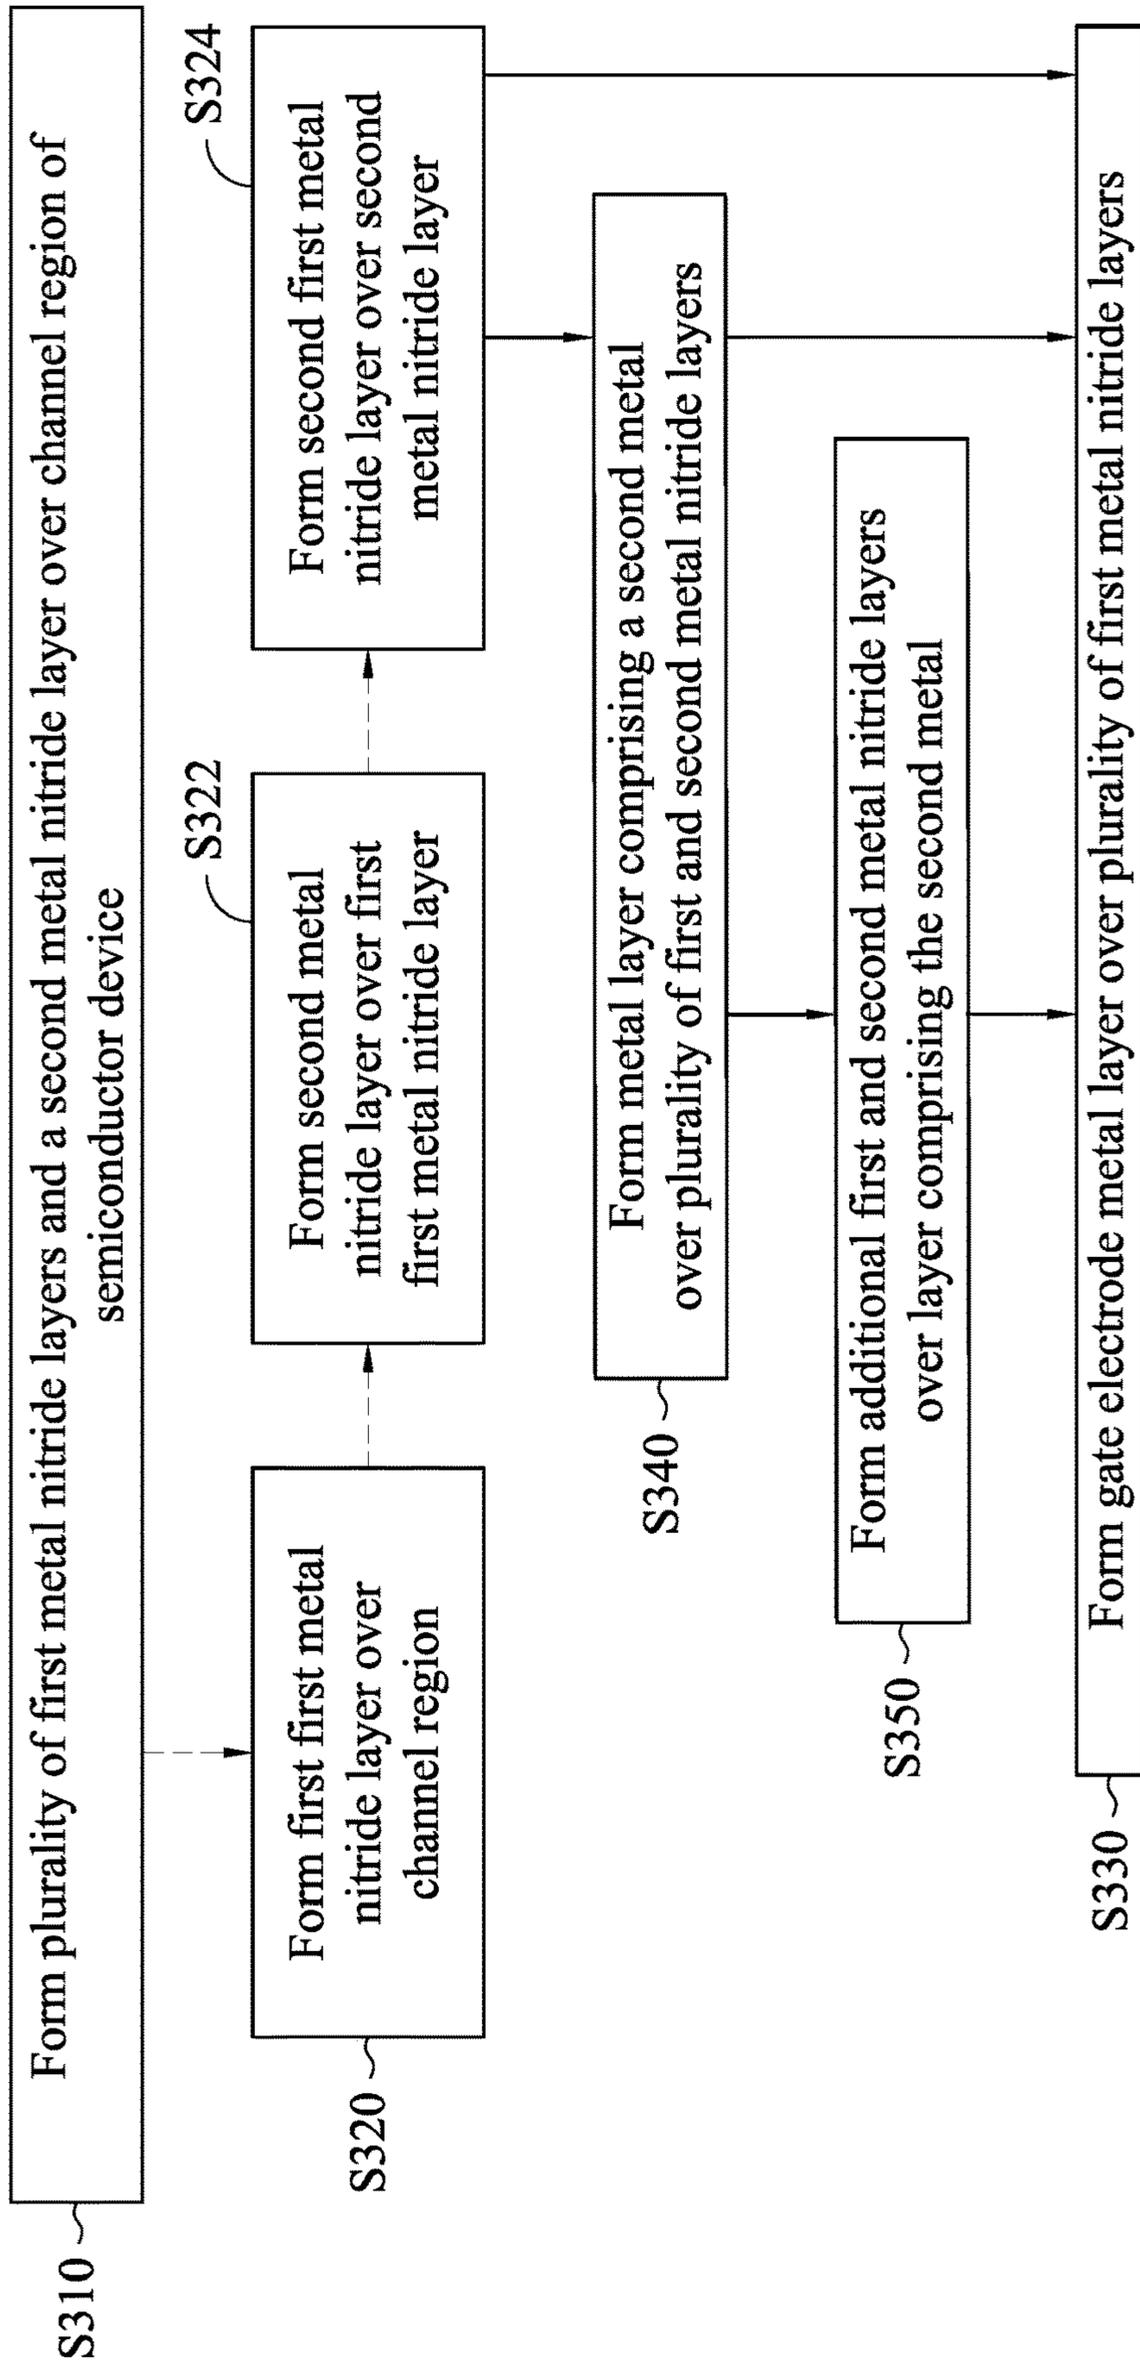 S310
Form plurality of first metal nitride layers and a second metal nitride layer over channel region of
semiconductor device
S320
Form first first metal
nitride layer over
channel region
S322
Form second metal
nitride layer over first
first metal nitride layer
S324
Form second first metal
nitride layer over second
metal nitride layer
S340
Form metal layer comprising a second metal
over plurality of first and second metal nitride layers
S350
Form additional first and second metal nitride layers
over layer comprising the second metal
S330
Form gate electrode metal layer over plurality of first metal nitride layers